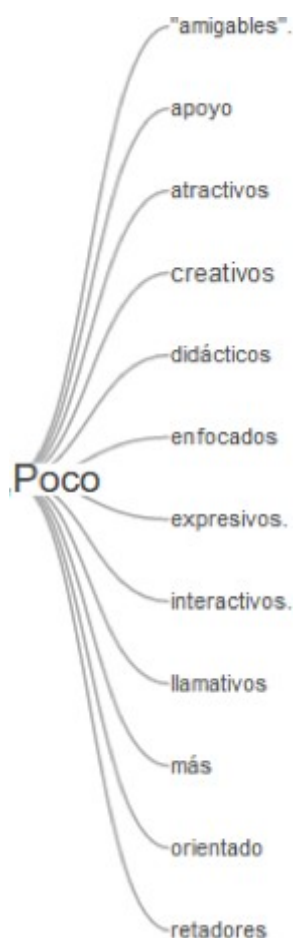 "amigables".
apoyo
atractivos
creativos
didácticos
enfocados
Poco
expresivos.
interactivos.
llamativos
más
orientado
retadores